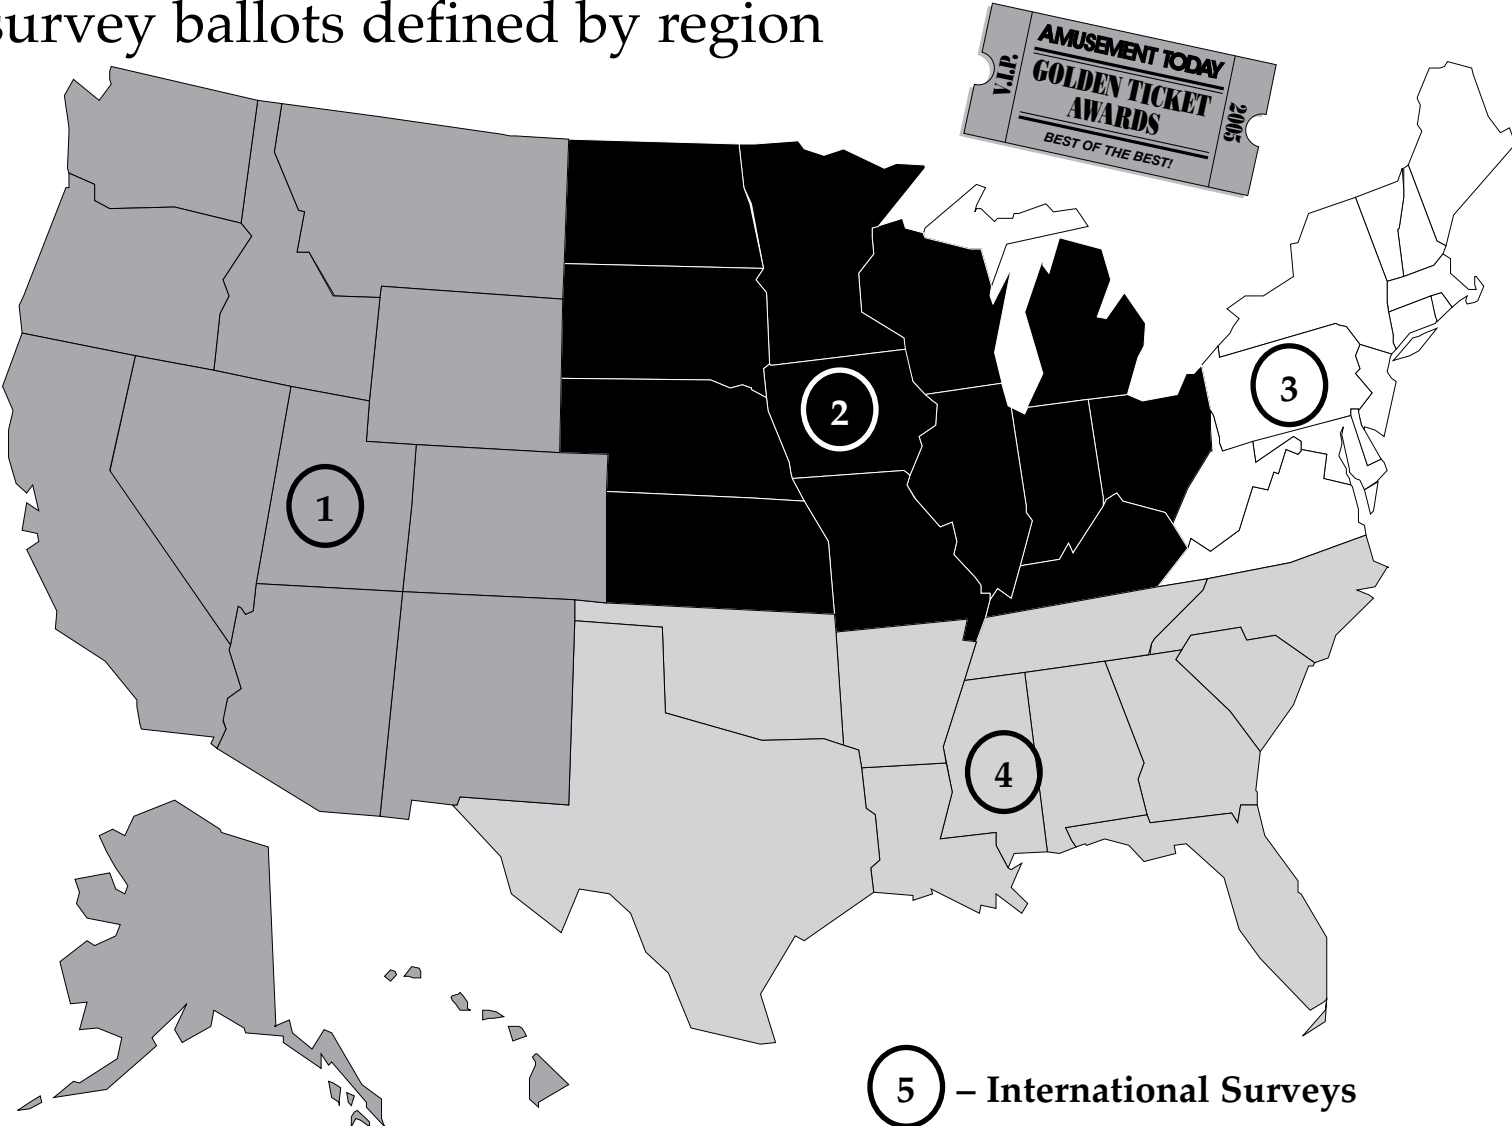 survey ballots defined by region
V.I.P.
AMUSEMENT TODAY
GOLDEN TICKET
AWARDS
BEST OF THE BEST!
2005
1
2
3
4
5 – International Surveys